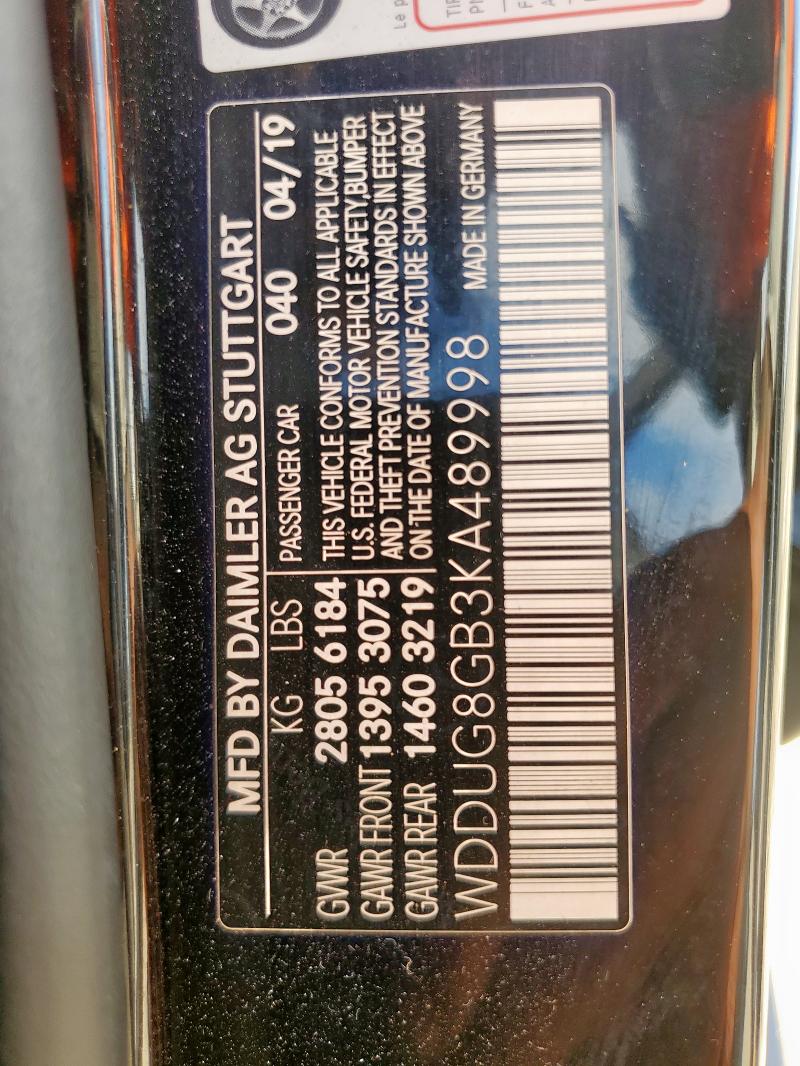 MFD BY DAIMLER AG STUTTGART
KG · LBS PASSENGER CAR 040 04/19
GVWR 2805 6184 THIS VEHICLE CONFORMS TO ALL APPLICABLE
GAWR FRONT 1395 3075 U.S. FEDERAL MOTOR VEHICLE SAFETY,BUMPER
GAWR REAR 1460 3219 AND THEFT PREVENTION STANDARDS IN EFFECT
ON THE DATE OF MANUFACTURE SHOWN ABOVE
WDDUG8GB3KA489998 MADE IN GERMANY